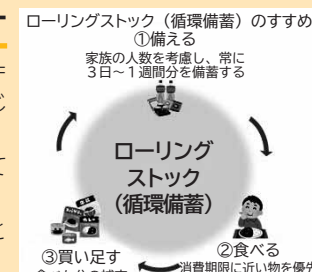 ローリングストック（循環備蓄）のすすめ
①備える
家族の人数を考慮し、常に
３日～１週間分を備蓄する
ローリング
ストック
（循環備蓄）
②食べる
消費期限に近い物を優先
③買い足す